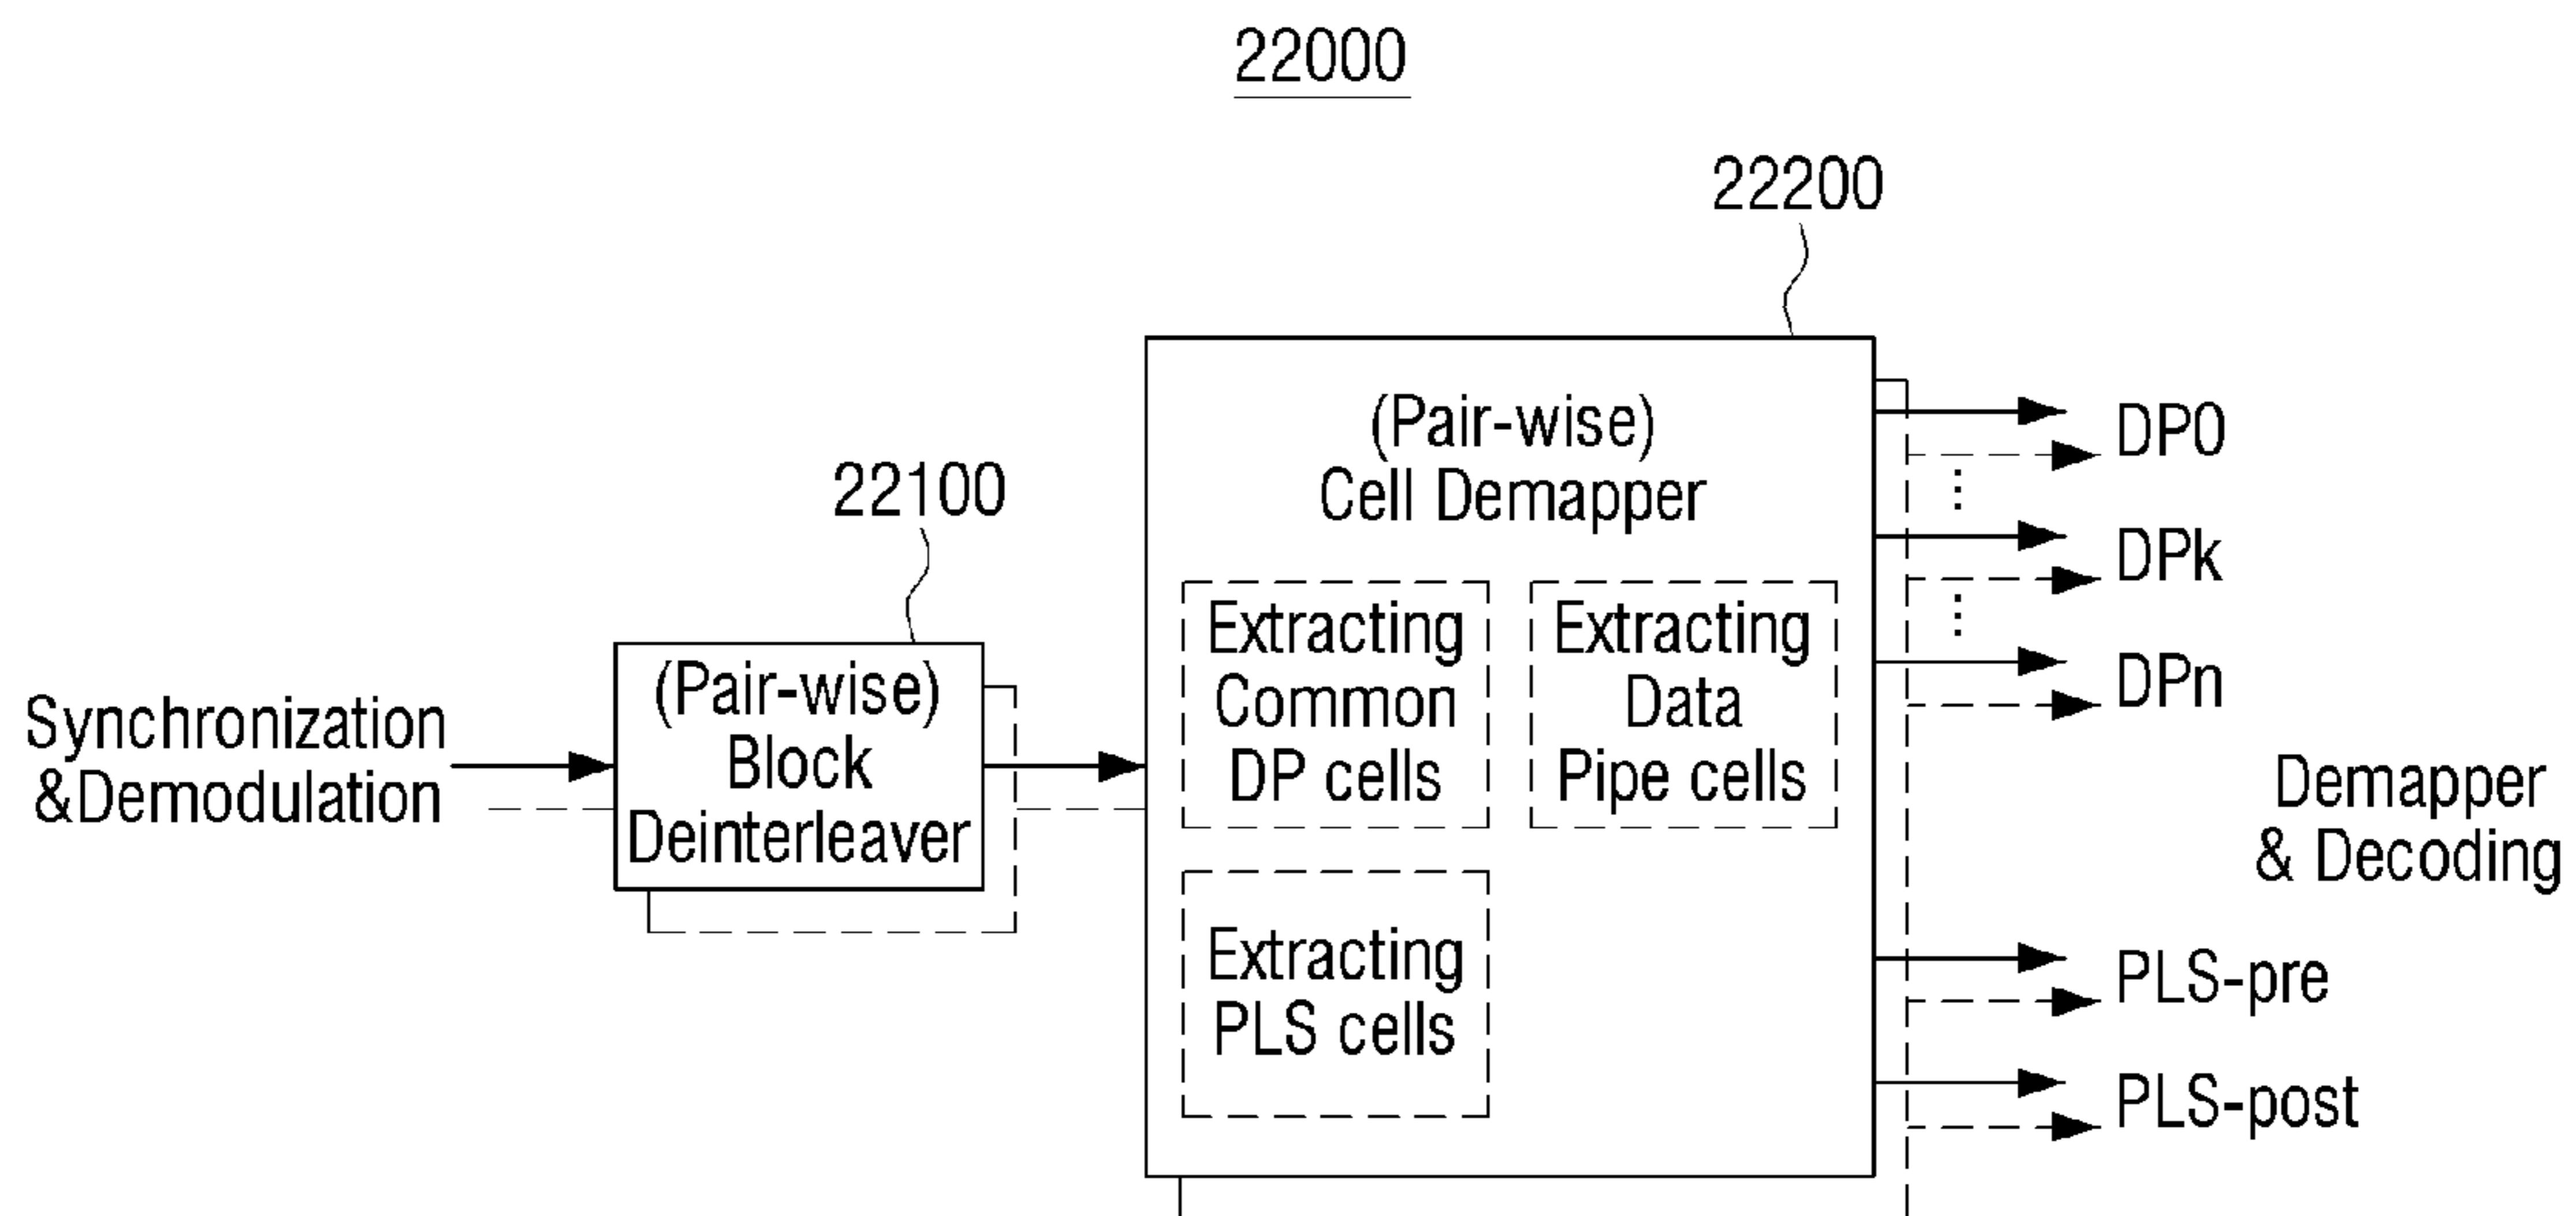 22000
22200
22100
Synchronization
&Demodulation
(Pair-wise)
Block
Deinterleaver
(Pair-wise)
Cell Demapper
Extracting
Common
DP cells
Extracting
Data
Pipe cells
Extracting
PLS cells
DP0
DPk
DPn
Demapper
& Decoding
PLS-pre
PLS-post